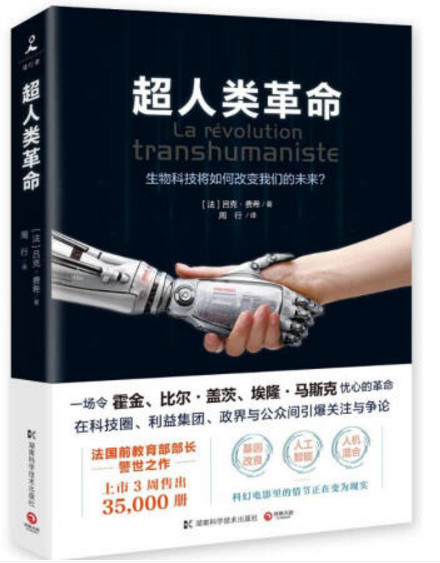 超人类革命
[法]吕克·费希 著
周 行 译
超人类革命
La révolution
transhumaniste
生物科技将如何改变我们的未来?
[法]吕克·费希/著
周 行/译
一场令 霍金、比尔·盖茨、埃隆·马斯克 忧心的革命
在科技圈、利益集团、政界与公众间引爆关注与争论
法国前教育部部长
警世之作
上市3周售出
35,000 册
基因
改良
人工
智能
人机
混合
科幻电影里的情节正在变为现实
湖南科学技术出版社